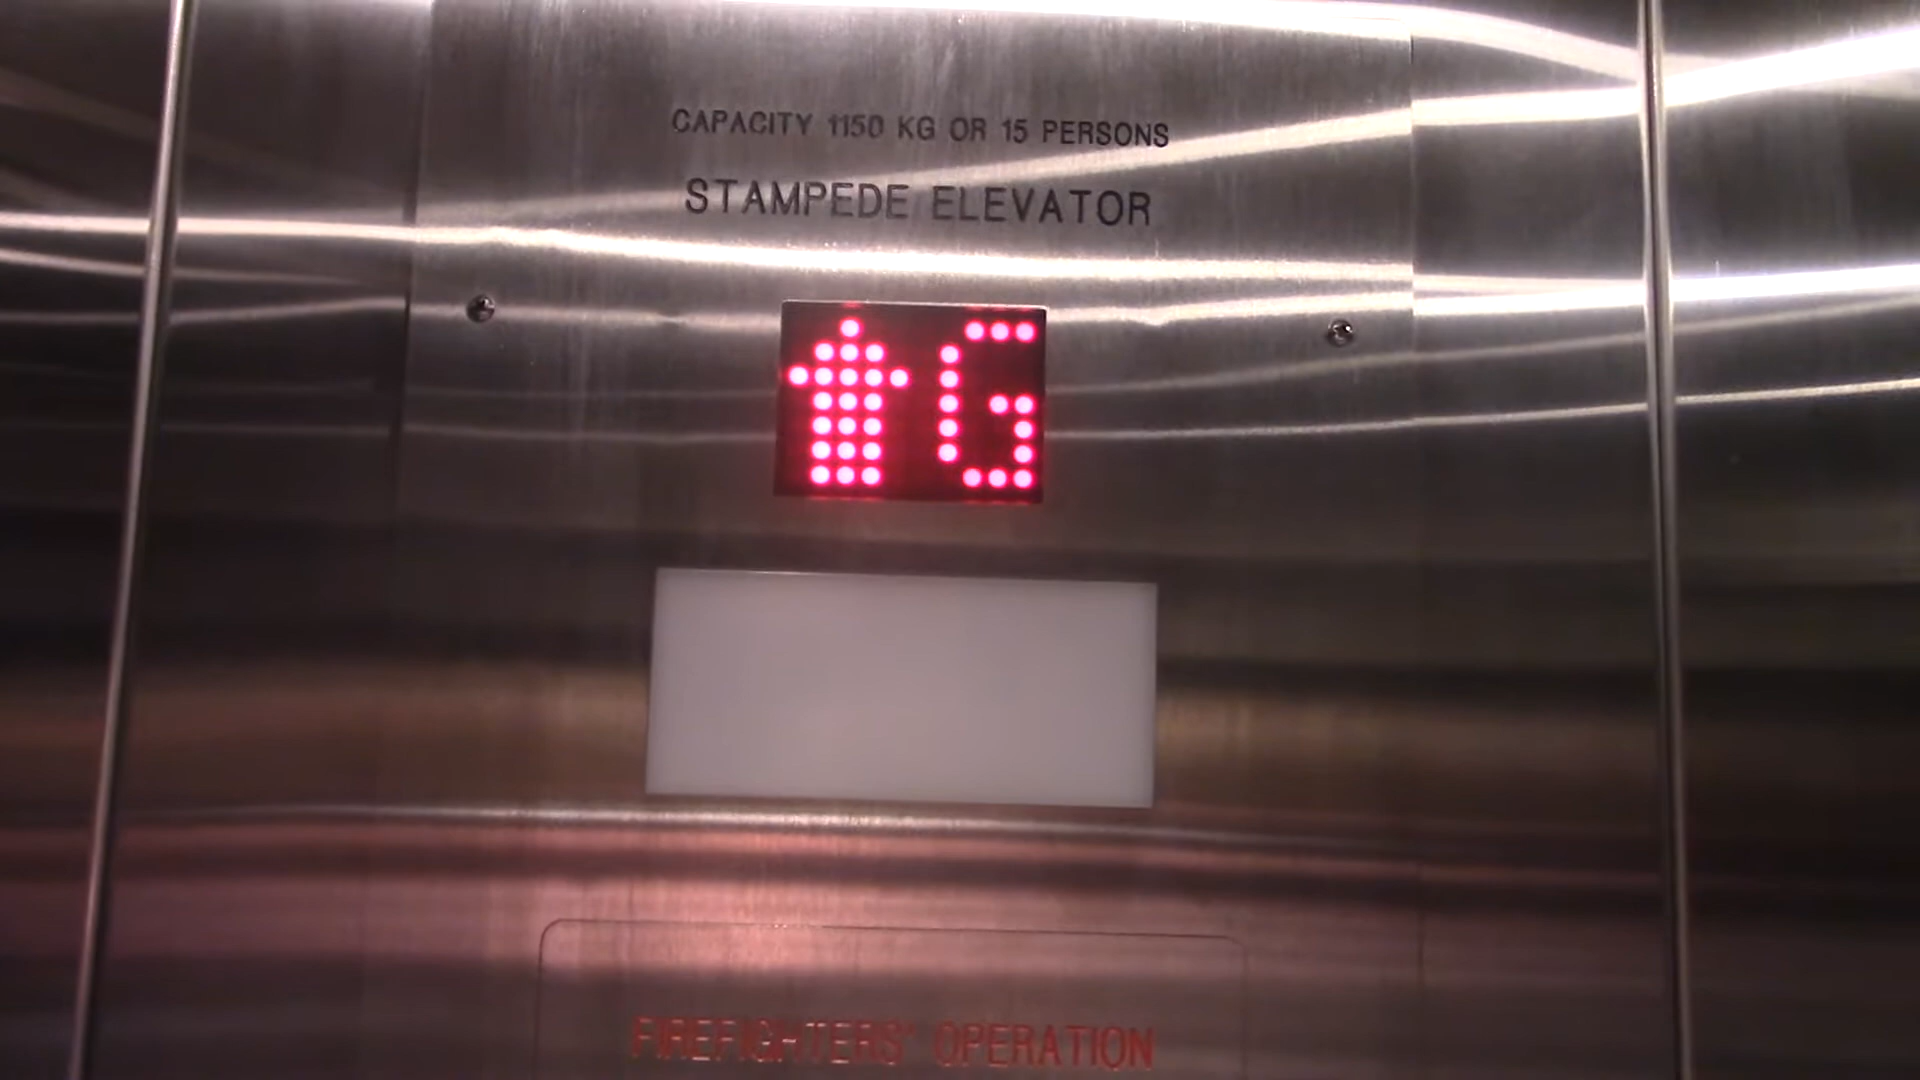 CAPACITY 1150 KG OR 15 PERSONS
STAMPEDE ELEVATOR
G
FIREFIGHTERS' OPERATION